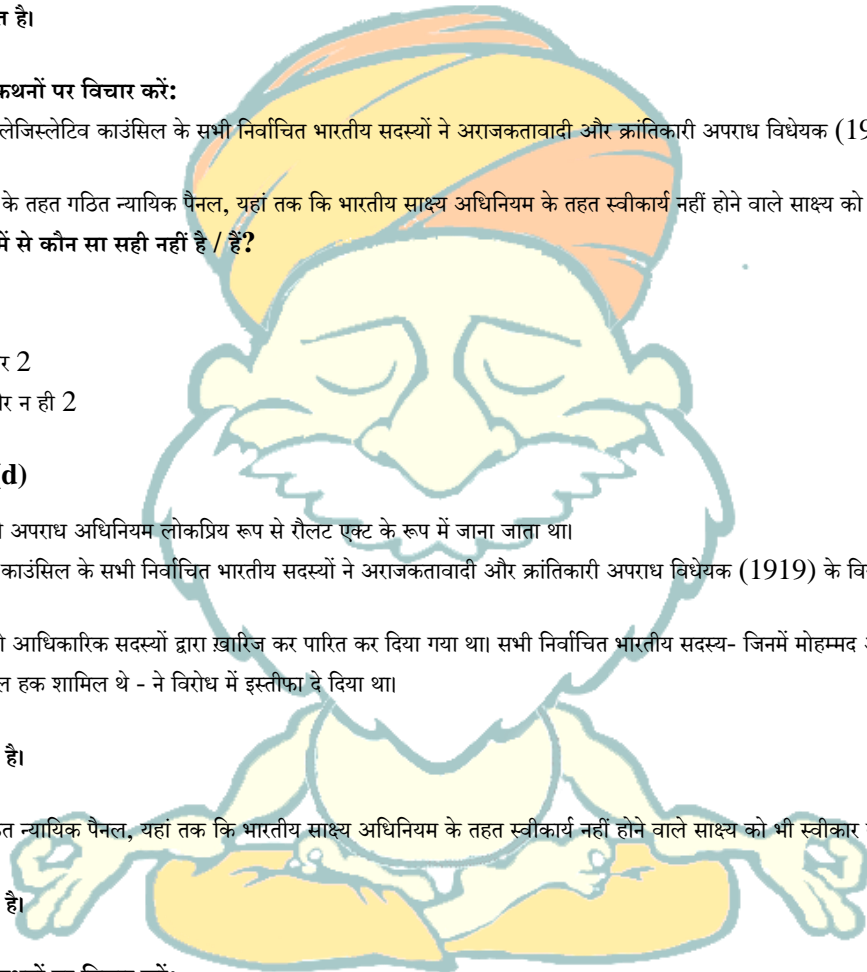 है।
कथनों पर विचार करें:
लेजिस्लेटिव काउंसिल के सभी निर्वाचित भारतीय सदस्यों ने अराजकतावादी और क्रांतिकारी अपराध विधेयक (19
के तहत गठित न्यायिक पैनल, यहां तक कि भारतीय साक्ष्य अधिनियम के तहत स्वीकार्य नहीं होने वाले साक्ष्य को
में से कौन सा सही नहीं है / हैं?
2
र न ही 2
(d)
अपराध अधिनियम लोकप्रिय रूप से रौलट एक्ट के रूप में जाना जाता था।
काउंसिल के सभी निर्वाचित भारतीय सदस्यों ने अराजकतावादी और क्रांतिकारी अपराध विधेयक (1919) के वि
आधिकारिक सदस्यों द्वारा ख़ारिज कर पारित कर दिया गया था। सभी निर्वाचित भारतीय सदस्य- जिनमें मोहम्मद
हक शामिल थे - ने विरोध में इस्तीफा दे दिया था।
है।
न्यायिक पैनल, यहां तक कि भारतीय साक्ष्य अधिनियम के तहत स्वीकार्य नहीं होने वाले साक्ष्य को भी स्वीकार
है।